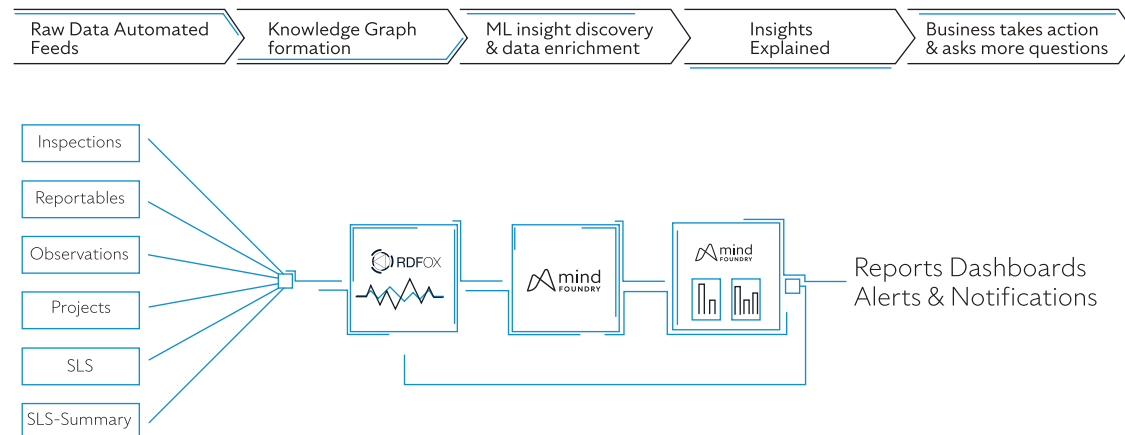 Raw Data Automated
Feeds
Knowledge Graph
formation
ML insight discovery
& data enrichment
Insights
Explained
Business takes action
& asks more questions
Inspections
Reportables
Observations
Projects
SLS
SLS-Summary
RDFOX
mind
FOUNDRY
mind
FOUNDRY
Reports Dashboards
Alerts & Notifications